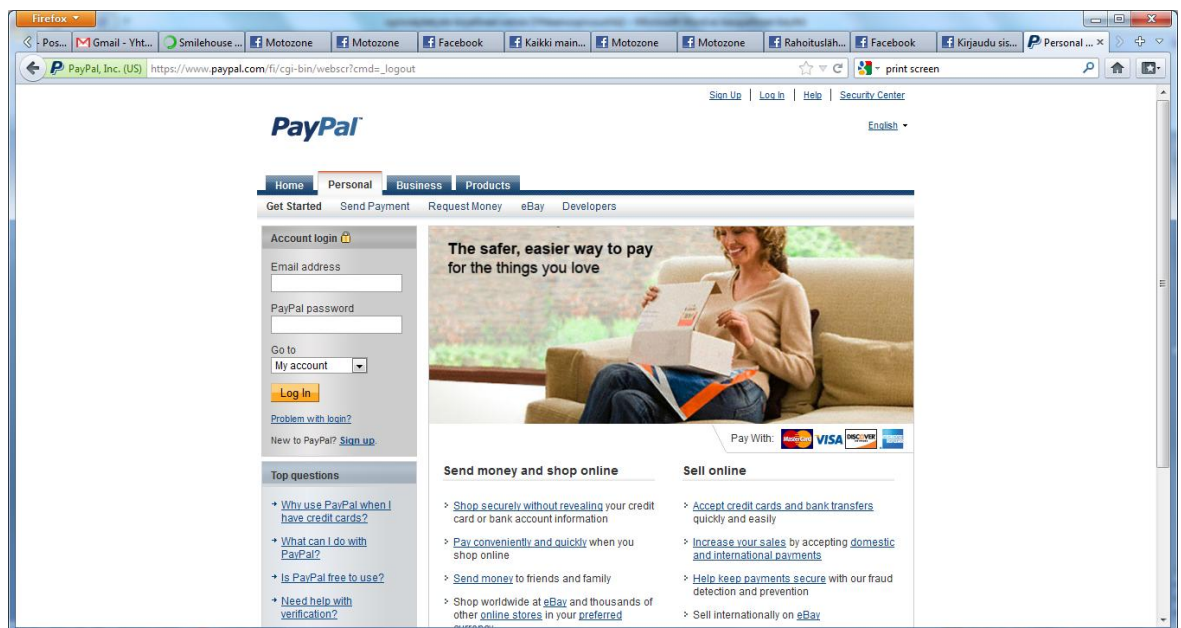 Firefox
- Pos...
Gmail - Yht...
Smilehouse ...
Motozone
Motozone
Facebook
Kaikki main...
Motozone
Motozone
Rahoitusläh...
Facebook
Kirjaudu sis...
Personal ...
PayPal, Inc. (US) https://www.paypal.com/fi/cgi-bin/webscr?cmd=_logout
print screen
Sign Up | Log In | Help | Security Center
PayPal
English
Home Personal Business Products
Get Started Send Payment Request Money eBay Developers
Account login
Email address
PayPal password
Go to
My account
Log In
Problem with login?
New to PayPal? Sign up.
The safer, easier way to pay
for the things you love
Pay With: MasterCard VISA DISCOVER
Top questions
Why use PayPal when I
have credit cards?
What can I do with
PayPal?
Is PayPal free to use?
Need help with
verification?
Send money and shop online
Shop securely without revealing your credit
card or bank account information
Pay conveniently and quickly when you
shop online
Send money to friends and family
Shop worldwide at eBay and thousands of
other online stores in your preferred
currency
Sell online
Accept credit cards and bank transfers
quickly and easily
Increase your sales by accepting domestic
and international payments
Help keep payments secure with our fraud
detection and prevention
Sell internationally on eBay